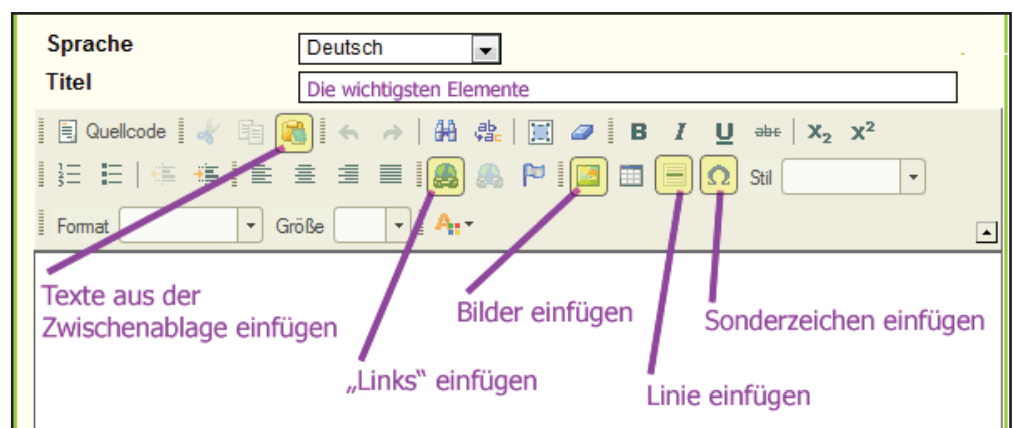 Sprache Deutsch
Titel Die wichtigsten Elemente
Quellcode B I U abc X₂ X²
Stil
Format Größe A
Texte aus der
Zwischenablage einfügen
Bilder einfügen
Sonderzeichen einfügen
„Links“ einfügen
Linie einfügen